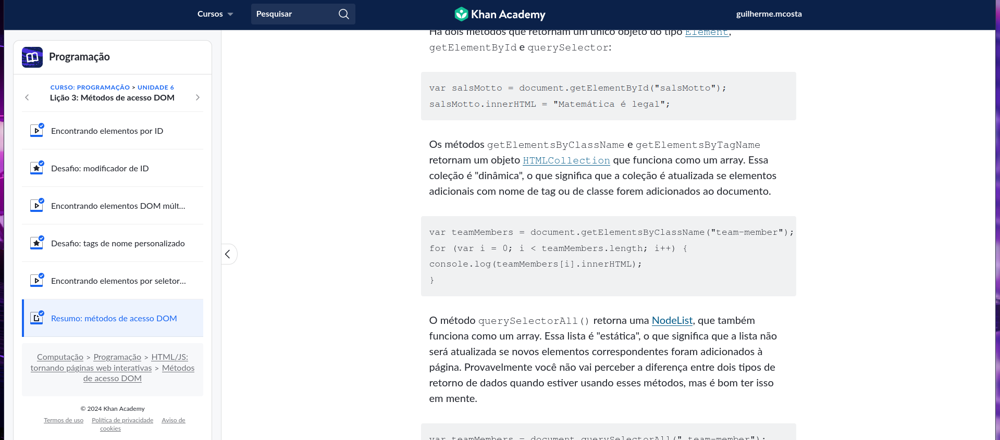 Cursos
Pesquisar
Khan Academy
guilherme.mcosta
Programação
CURSO: PROGRAMAÇÃO > UNIDADE 6
Lição 3: Métodos de acesso DOM
Encontrando elementos por ID
Desafio: modificador de ID
Encontrando elementos DOM múlt...
Desafio: tags de nome personalizado
Encontrando elementos por seletor...
Resumo: métodos de acesso DOM
Computação > Programação > HTML/JS:
tornando páginas web interativas > Métodos
de acesso DOM
© 2024 Khan Academy
Termos de uso Política de privacidade Aviso de
cookies
Há dois métodos que retornam um único objeto do tipo Element,
getElementById e querySelector:
var salsMotto = document.getElementById("salsMotto");
salsMotto.innerHTML = "Matemática é legal";
Os métodos getElementsByClassName e getElementsByTagName
retornam um objeto HTMLCollection que funciona como um array. Essa
coleção é "dinâmica", o que significa que a coleção é atualizada se elementos
adicionais com nome de tag ou de classe forem adicionados ao documento.
var teamMembers = document.getElementsByClassName("team-member");
for (var i = 0; i < teamMembers.length; i++) {
console.log(teamMembers[i].innerHTML);
}
O método querySelectorAll() retorna uma NodeList, que também
funciona como um array. Essa lista é "estática", o que significa que a lista não
será atualizada se novos elementos correspondentes foram adicionados à
página. Provavelmente você não vai perceber a diferença entre dois tipos de
retorno de dados quando estiver usando esses métodos, mas é bom ter isso
em mente.
var teamMembers = document.querySelectorAll(".team-member");